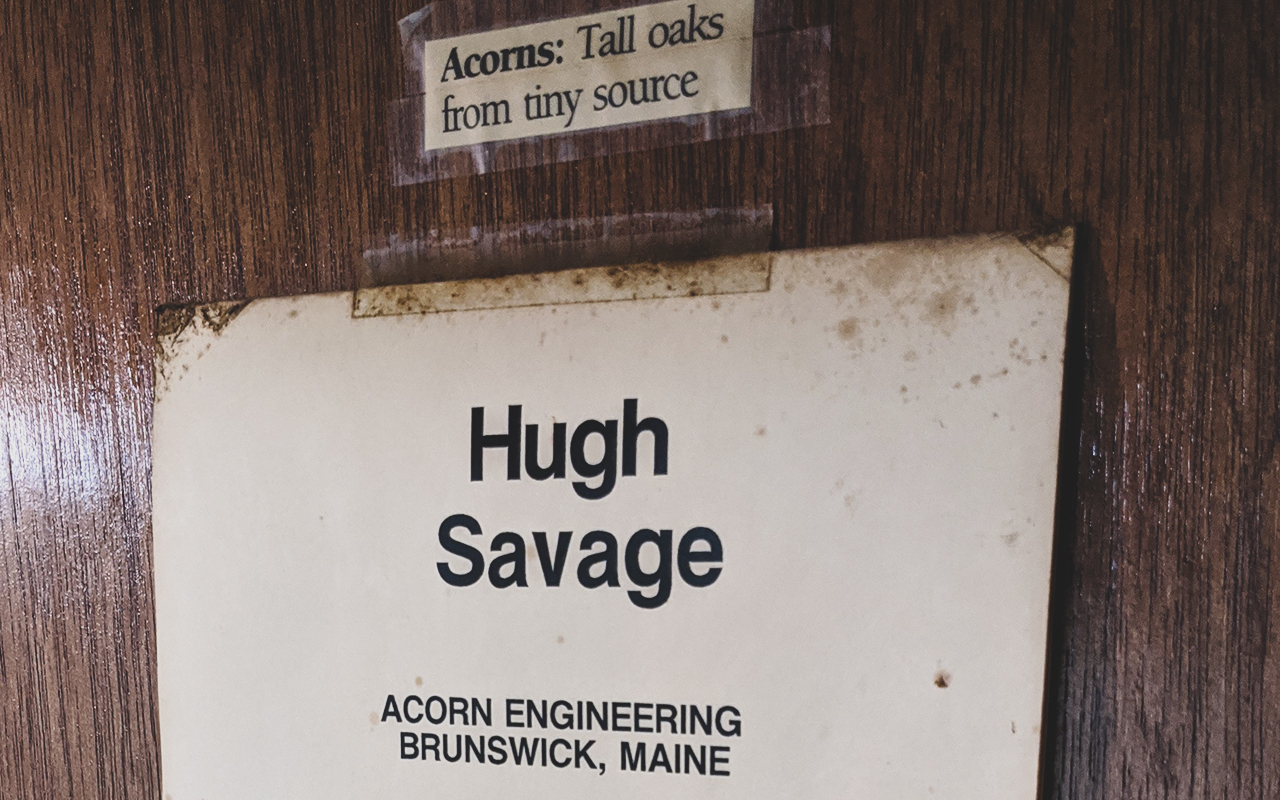 Acorns: Tall oaks
from tiny source
Hugh
Savage
ACORN ENGINEERING
BRUNSWICK, MAINE